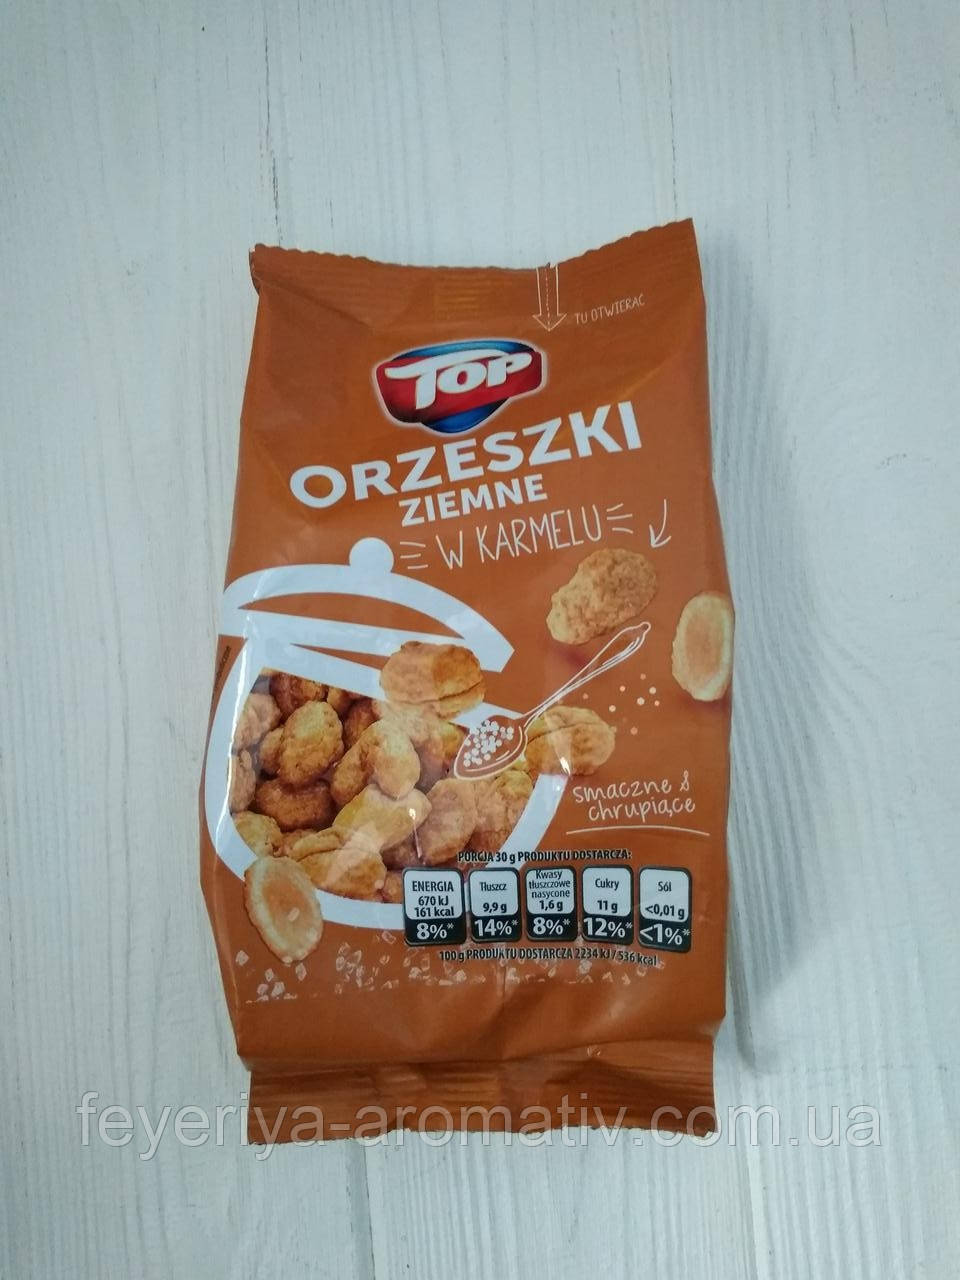 TU OTWIERAĆ
TOP
ORZESZKI
ZIEMNE
W KARMELU
smaczne &
chrupiące
PORCJA 30 g PRODUKTU DOSTARCZA:
ENERGIA
670 kJ
161 kcal
8%*
Tłuszcz
9,9 g
14%*
Kwasy
tłuszczowe
nasycone
1,6 g
8%*
Cukry
11 g
12%*
Sól
<0,01 g
<1%*
100 g PRODUKTU DOSTARCZA 2234 kJ / 536 kcal
feyeriya-aromativ.com.ua